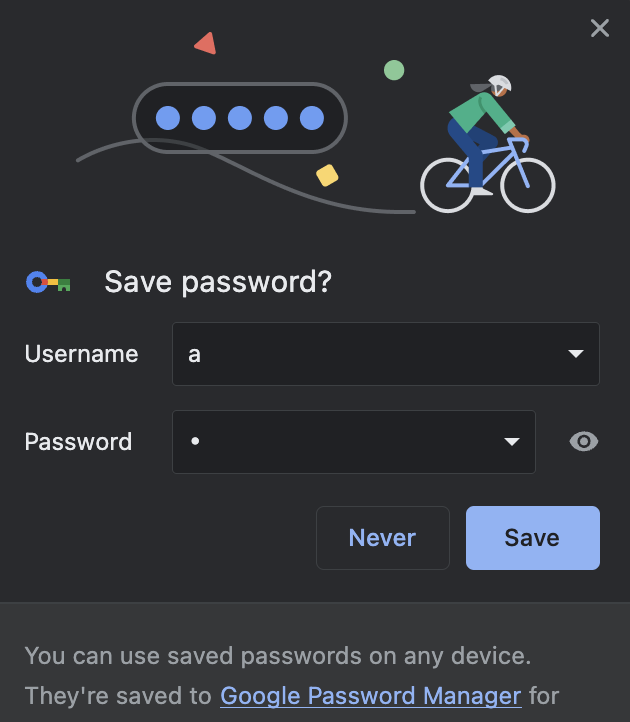 Save password?
Username
a
Password
•
Never
Save
You can use saved passwords on any device.
They're saved to Google Password Manager for